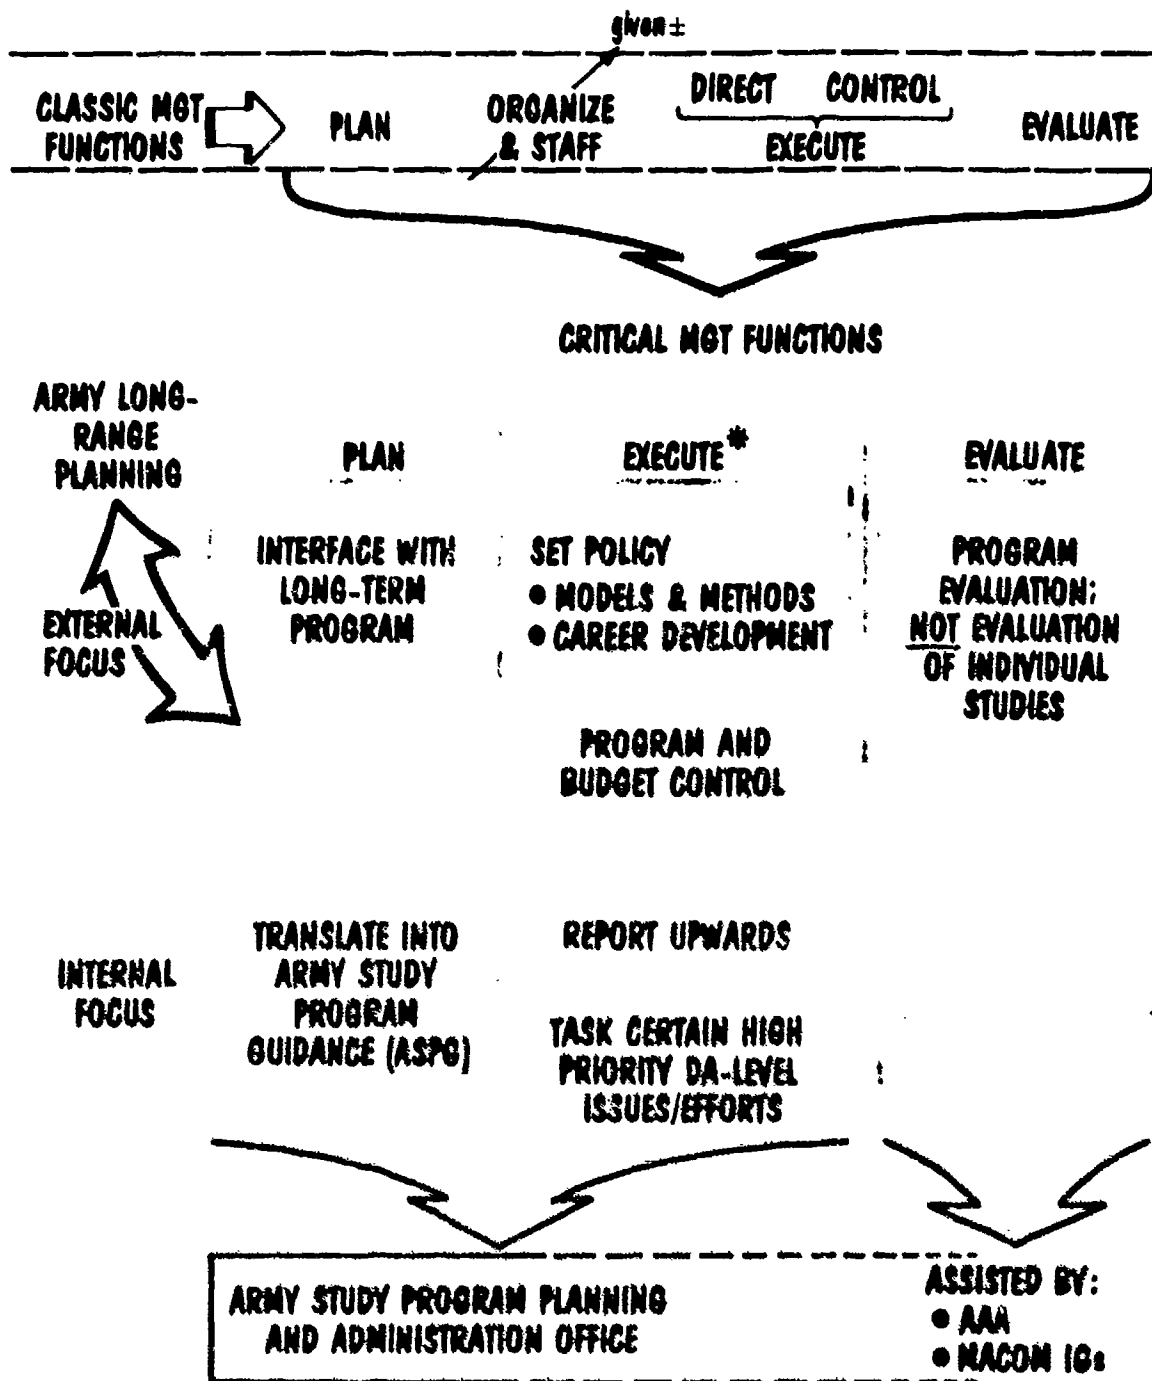 given ±
CLASSIC MGT
FUNCTIONS
PLAN
ORGANIZE
& STAFF
DIRECT CONTROL
EXECUTE
EVALUATE
CRITICAL MGT FUNCTIONS
ARMY LONG-
RANGE
PLANNING
PLAN
EXECUTE*
EVALUATE
EXTERNAL
FOCUS
INTERFACE WITH
LONG-TERM
PROGRAM
SET POLICY
● MODELS & METHODS
● CAREER DEVELOPMENT
PROGRAM AND
BUDGET CONTROL
PROGRAM
EVALUATION;
NOT EVALUATION
OF INDIVIDUAL
STUDIES
INTERNAL
FOCUS
TRANSLATE INTO
ARMY STUDY
PROGRAM
GUIDANCE (ASPG)
REPORT UPWARDS
TASK CERTAIN HIGH
PRIORITY DA-LEVEL
ISSUES/EFFORTS
ARMY STUDY PROGRAM PLANNING
AND ADMINISTRATION OFFICE
ASSISTED BY:
● AAA
● MACOM IGs